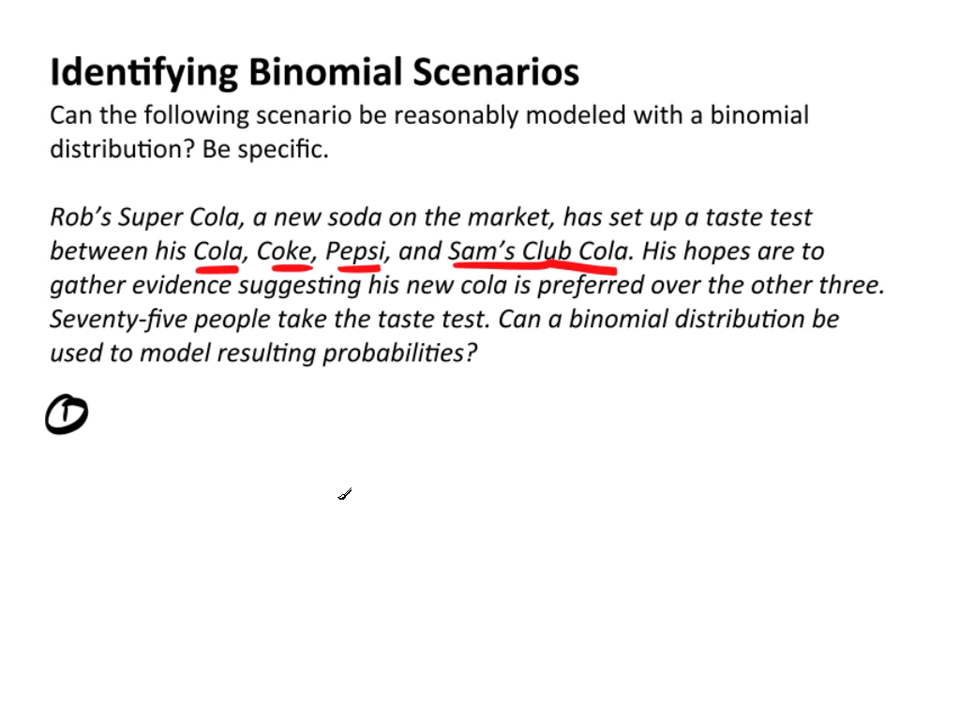 Identifying Binomial Scenarios
Can the following scenario be reasonably modeled with a binomial
distribution? Be specific.
Rob's Super Cola, a new soda on the market, has set up a taste test
between his Cola, Coke, Pepsi, and Sam's Club Cola. His hopes are to
gather evidence suggesting his new cola is preferred over the other three.
Seventy-five people take the taste test. Can a binomial distribution be
used to model resulting probabilities?
①